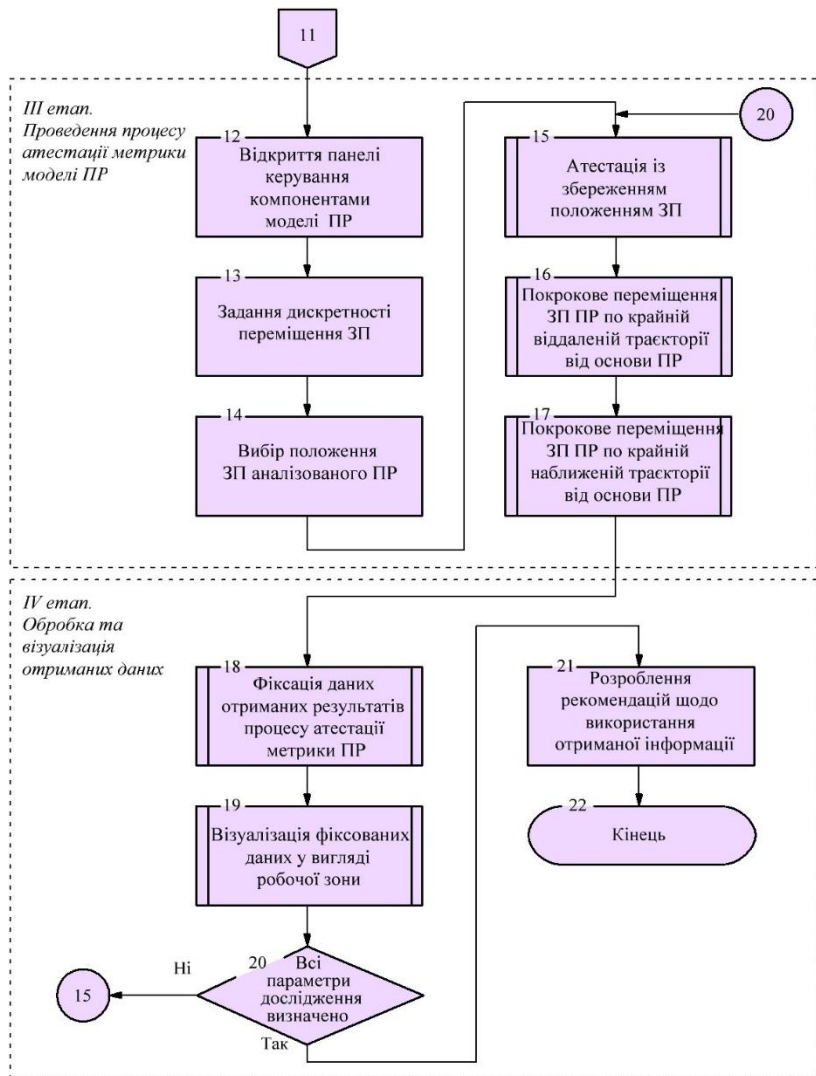 11
III етап.
Проведення процесу
атестації метрики
моделі ПР
12
Відкриття панелі
керування
компонентами
моделі ПР
13
Задання дискретності
переміщення ЗП
14
Вибір положення
ЗП аналізованого ПР
20
15
Атестація із
збереженням
положенням ЗП
16
Покрокове переміщення
ЗП ПР по крайній
віддаленій траєкторії
від основи ПР
17
Покрокове переміщення
ЗП ПР по крайній
наближеній траєкторії
від основи ПР
IV етап.
Обробка та
візуалізація
отриманих даних
18
Фіксація даних
отриманих результатів
процесу атестації
метрики ПР
19
Візуалізація фіксованих
даних у вигляді
робочої зони
20
Всі
параметри
дослідження
визначено
Ні
15
Так
21
Розроблення
рекомендацій щодо
використання
отриманої інформації
22
Кінець